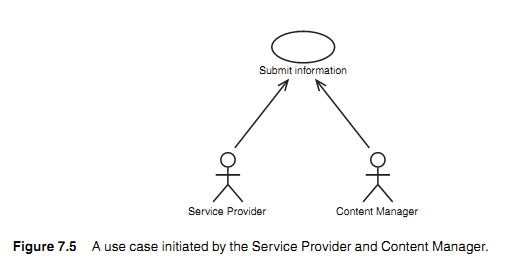 Submit information
Service Provider
Content Manager
Figure 7.5 A use case initiated by the Service Provider and Content Manager.